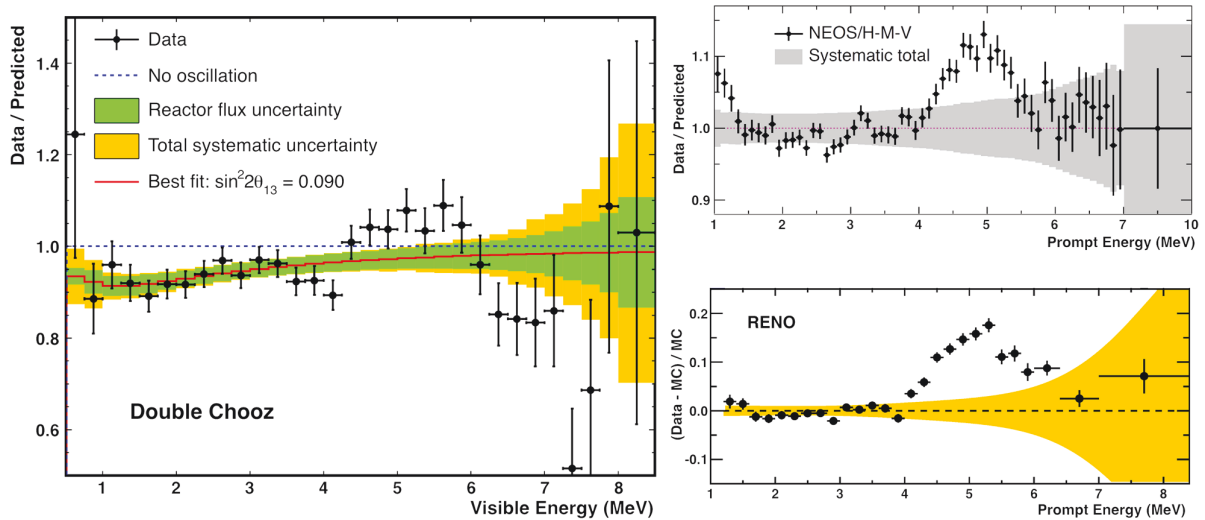 Data / Predicted
1.4
1.2
1.0
0.8
0.6
Data
No oscillation
Reactor flux uncertainty
Total systematic uncertainty
Best fit: sin²2θ₁₃ = 0.090
Double Chooz
1 2 3 4 5 6 7 8
Visible Energy (MeV)
Data / Predicted
1.1
1.0
0.9
NEOS/H-M-V
Systematic total
1 2 3 4 5 6 7 10
Prompt Energy (MeV)
(Data - MC) / MC
0.2
0.1
0.0
-0.1
RENO
1 2 3 4 5 6 7 8
Prompt Energy (MeV)